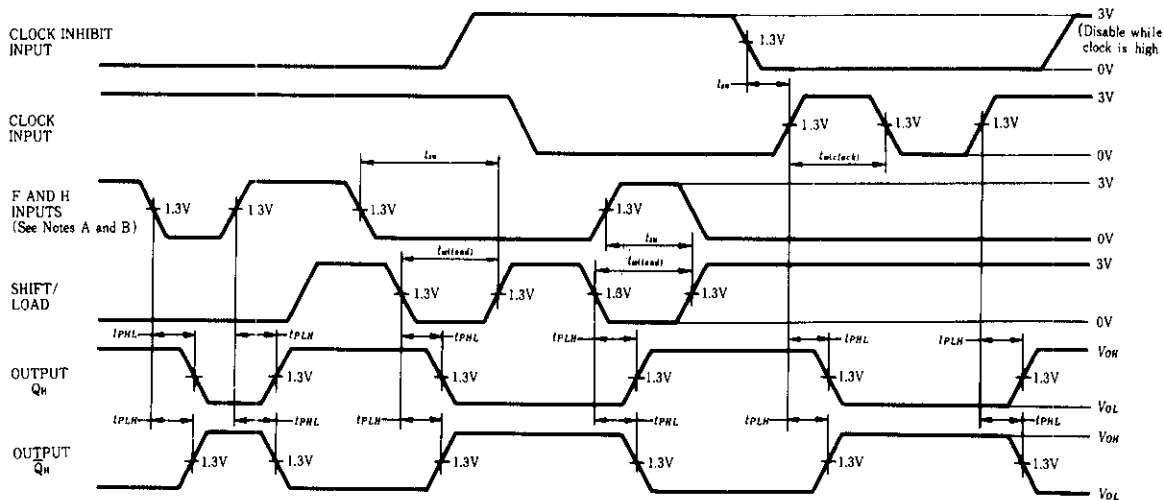 CLOCK INHIBIT
INPUT
1.3V
3V
(Disable while
clock is high
0V
tsu
CLOCK
INPUT
1.3V
1.3V
1.3V
3V
0V
tsu
tw(clock)
F AND H
INPUTS
(See Notes A and B)
1.3V
1.3V
1.3V
1.3V
3V
0V
tsu
tw(load)
tw(load)
SHIFT/
LOAD
1.3V
1.3V
1.3V
1.3V
3V
0V
tPHL
tPLH
tPHL
tPLH
tPHL
tPLH
OUTPUT
QH
1.3V
1.3V
1.3V
1.3V
1.3V
1.3V
VOH
VOL
tPLH
tPHL
tPLH
tPHL
tPLH
tPHL
OUTPUT
Q̄H
1.3V
1.3V
1.3V
1.3V
1.3V
1.3V
VOH
VOL